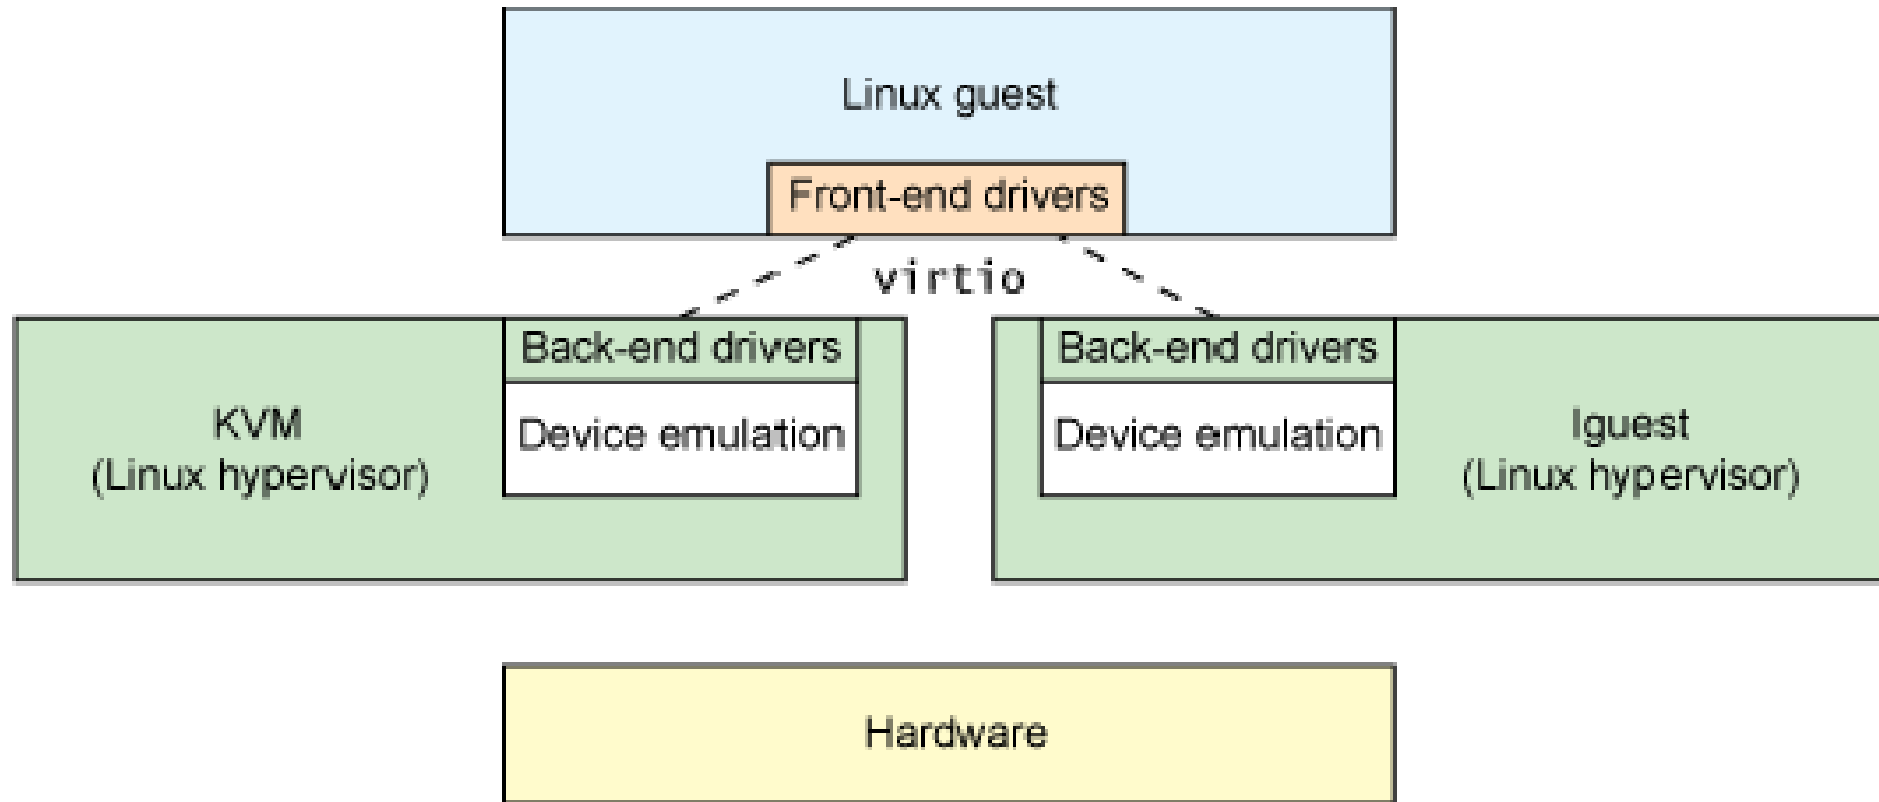 Linux guest
Front-end drivers
virtio
Back-end drivers
Device emulation
KVM
(Linux hypervisor)
Back-end drivers
Device emulation
lguest
(Linux hypervisor)
Hardware